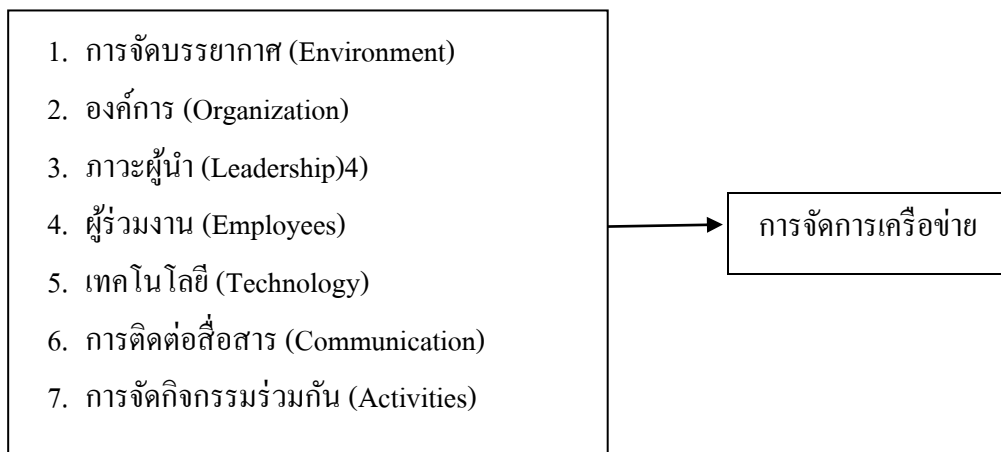 1. การจัดบรรยากาศ (Environment)
2. องค์การ (Organization)
3. ภาวะผู้นำ (Leadership)4)
4. ผู้ร่วมงาน (Employees)
5. เทคโนโลยี (Technology)
6. การติดต่อสื่อสาร (Communication)
7. การจัดกิจกรรมร่วมกัน (Activities)
การจัดการเครือข่าย